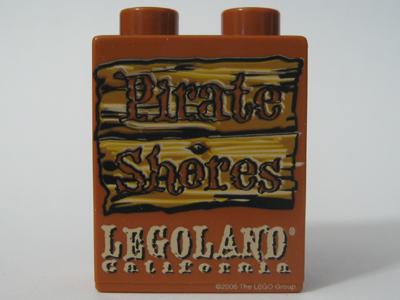 Pirate
Shores
LEGOLAND®
California
©2006 The LEGO Group